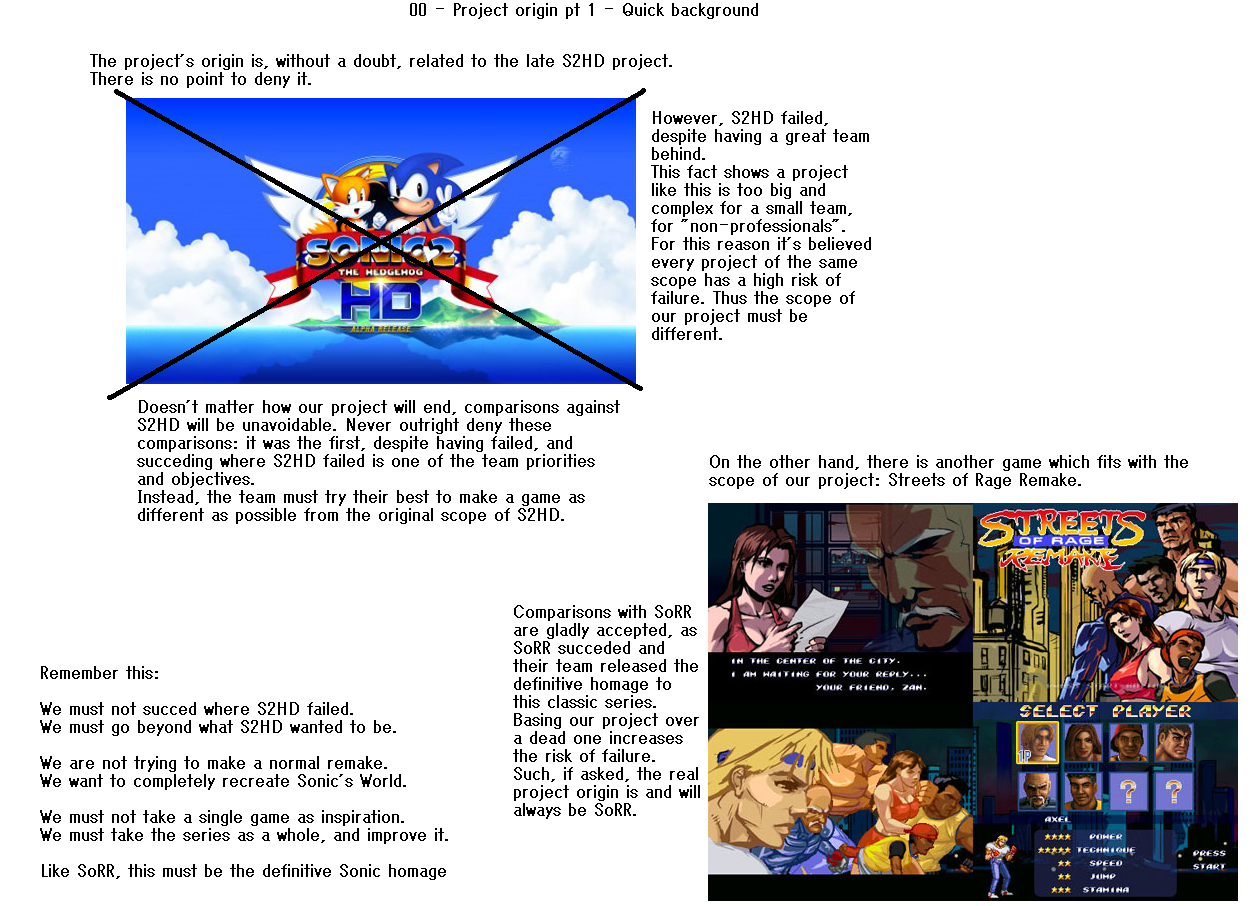 00 - Project origin pt 1 - Quick background
The project's origin is, without a doubt, related to the late S2HD project.
There is no point to deny it.
SONIC 2
THE HEDGEHOG
HD
ALPHA RELEASE
However, S2HD failed,
despite having a great team
behind.
This fact shows a project
like this is too big and
complex for a small team,
for "non-professionals".
For this reason it's believed
every project of the same
scope has a high risk of
failure. Thus the scope of
our project must be
different.
Doesn't matter how our project will end, comparisons against
S2HD will be unavoidable. Never outright deny these
comparisons: it was the first, despite having failed, and
succeding where S2HD failed is one of the team priorities
and objectives.
Instead, the team must try their best to make a game as
different as possible from the original scope of S2HD.
On the other hand, there is another game which fits with the
scope of our project: Streets of Rage Remake.
Comparisons with SoRR
are gladly accepted, as
SoRR succeded and
their team released the
definitive homage to
this classic series.
Basing our project over
a dead one increases
the risk of failure.
Such, if asked, the real
project origin is and will
always be SoRR.
Remember this:
We must not succed where S2HD failed.
We must go beyond what S2HD wanted to be.
We are not trying to make a normal remake.
We want to completely recreate Sonic's World.
We must not take a single game as inspiration.
We must take the series as a whole, and improve it.
Like SoRR, this must be the definitive Sonic homage
IN THE CENTER OF THE CITY.
I AM WAITING FOR YOUR REPLY...
YOUR FRIEND, ZAN.
STREETS
OF RAGE
REMAKE
SELECT PLAYER
1P
? ?
AXEL
★★★★ POWER
★★★★★ TECHNIQUE
★★ SPEED
★★ JUMP
★★★ STAMINA
PRESS
START